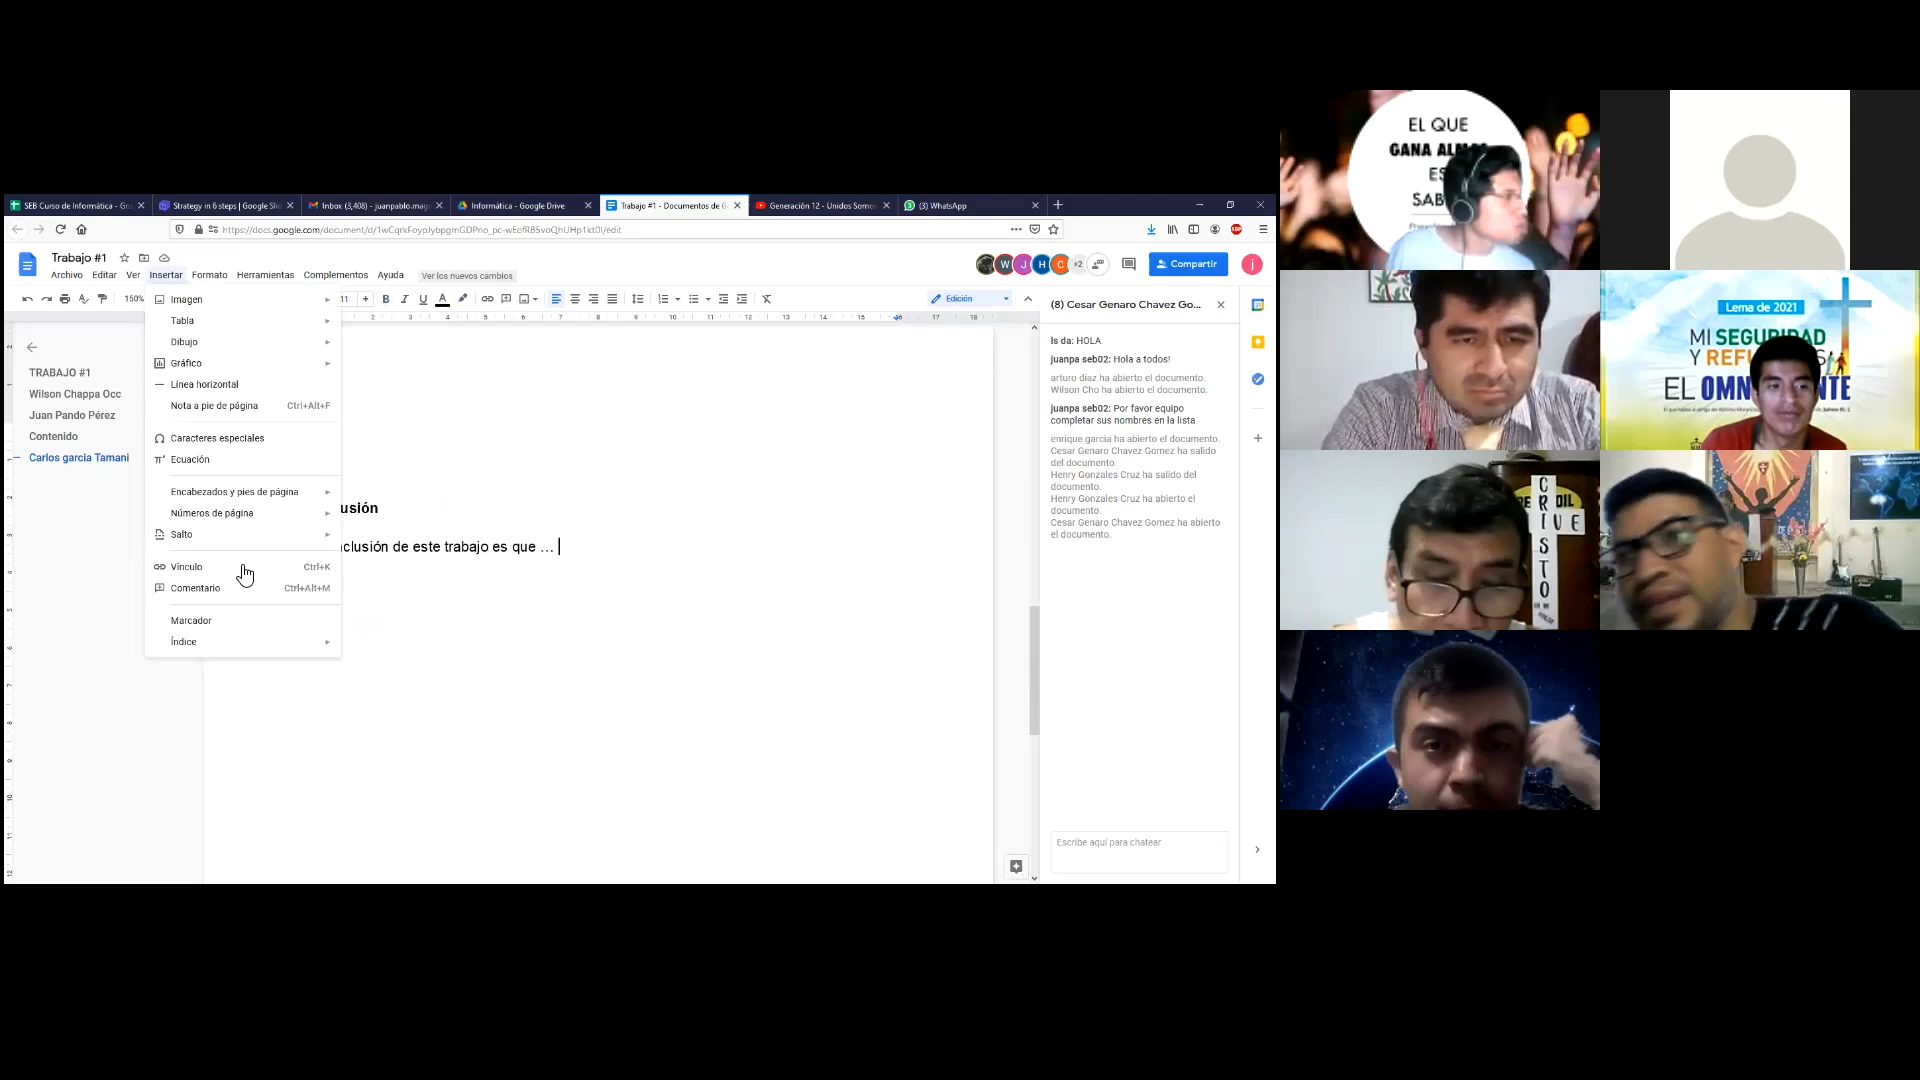 SEB Curso de Informática - Gru
Strategy in 6 steps | Google Sli
Inbox (3,408) - juanpablo.mag
Informática - Google Drive
Trabajo #1 - Documentos de G
Generación 12 - Unidos Somos
(3) WhatsApp
Trabajo #1
Archivo Editar Ver Insertar Formato Herramientas Complementos Ayuda Ver los nuevos cambios
W J H C +2
Compartir
j
150%
11
Edición
Imagen
Tabla
Dibujo
Gráfico
Línea horizontal
Nota a pie de página Ctrl+Alt+F
Caracteres especiales
Ecuación
Encabezados y pies de página
Números de página
Salto
Vínculo Ctrl+K
Comentario Ctrl+Alt+M
Marcador
Índice
TRABAJO #1
Wilson Chappa Occ
Juan Pando Pérez
Contenido
Carlos garcia Tamani
usión
nclusión de este trabajo es que ...
(8) Cesar Genaro Chavez Go...
ls da: HOLA
juanpa seb02: Hola a todos!
arturo diaz ha abierto el documento.
Wilson Cho ha abierto el documento.
juanpa seb02: Por favor equipo
completar sus nombres en la lista
enrique garcia ha abierto el documento.
Cesar Genaro Chavez Gomez ha salido
del documento.
Henry Gonzales Cruz ha salido del
documento.
Henry Gonzales Cruz ha abierto el
documento.
Cesar Genaro Chavez Gomez ha abierto
el documento.
Escribe aquí para chatear
EL QUE
GANA
ES
SAB
Lema de 2021
MI SEGURIDAD
Y REF
EL OMN
CRISTO
VIVE